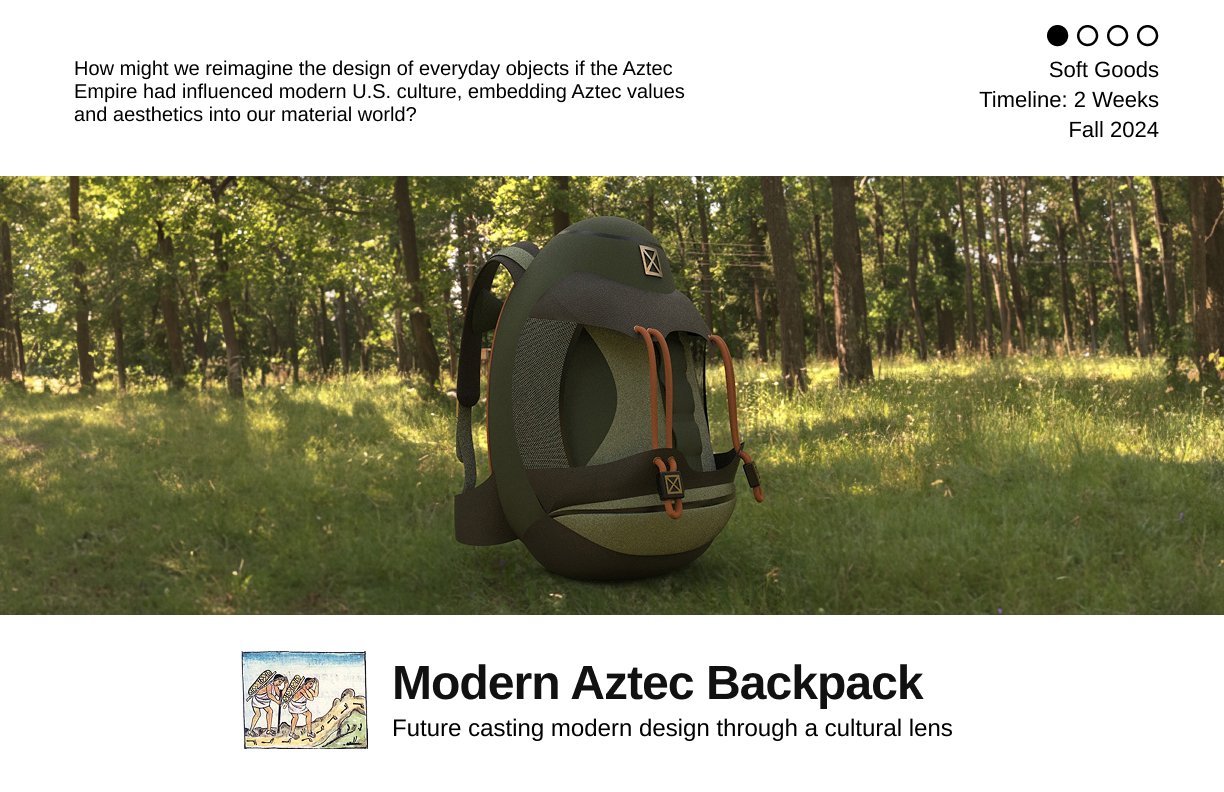 How might we reimagine the design of everyday objects if the Aztec
Empire had influenced modern U.S. culture, embedding Aztec values
and aesthetics into our material world?
Soft Goods
Timeline: 2 Weeks
Fall 2024
Modern Aztec Backpack
Future casting modern design through a cultural lens